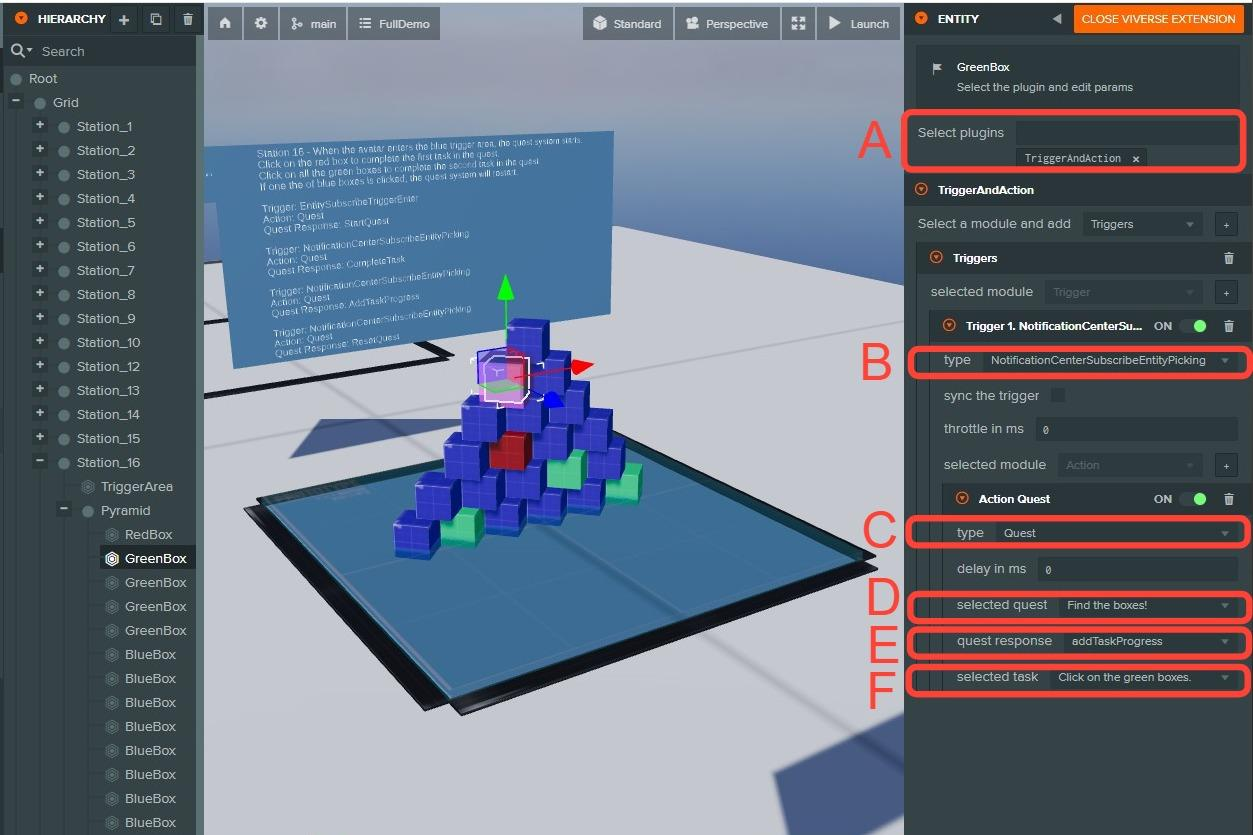 HIERARCHY
Search
Root
Grid
Station_1
Station_2
Station_3
Station_4
Station_5
Station_6
Station_7
Station_8
Station_9
Station_10
Station_12
Station_13
Station_14
Station_15
Station_16
TriggerArea
Pyramid
RedBox
GreenBox
GreenBox
GreenBox
GreenBox
BlueBox
BlueBox
BlueBox
BlueBox
BlueBox
BlueBox
BlueBox
BlueBox
main
FullDemo
Standard
Perspective
Launch
Station 16 - When the avatar enters the blue trigger area, the quest system starts.
Click on the red box to complete the first task in the quest.
Click on all the green boxes to complete the second task in the quest
If one the of blue boxes is clicked, the quest system will restart.
Trigger: EntitySubscribeTriggerEnter
Action: Quest
Quest Response: StartQuest
Trigger: NotificationCenterSubscribeEntityPicking
Action: Quest
Quest Response: CompleteTask
Trigger: NotificationCenterSubscribeEntityPicking
Action: Quest
Quest Response: AddTaskProgress
Trigger: NotificationCenterSubscribeEntityPicking
Action: Quest
Quest Response: ResetQuest
ENTITY
CLOSE VIVERSE EXTENSION
GreenBox
Select the plugin and edit params
A
Select plugins
TriggerAndAction ×
TriggerAndAction
Select a module and add Triggers +
Triggers
selected module Trigger +
Trigger 1. NotificationCenterSu... ON
B
type NotificationCenterSubscribeEntityPicking
sync the trigger
throttle in ms 0
selected module Action +
Action Quest ON
C
type Quest
delay in ms 0
D
selected quest Find the boxes!
E
quest response addTaskProgress
F
selected task Click on the green boxes.